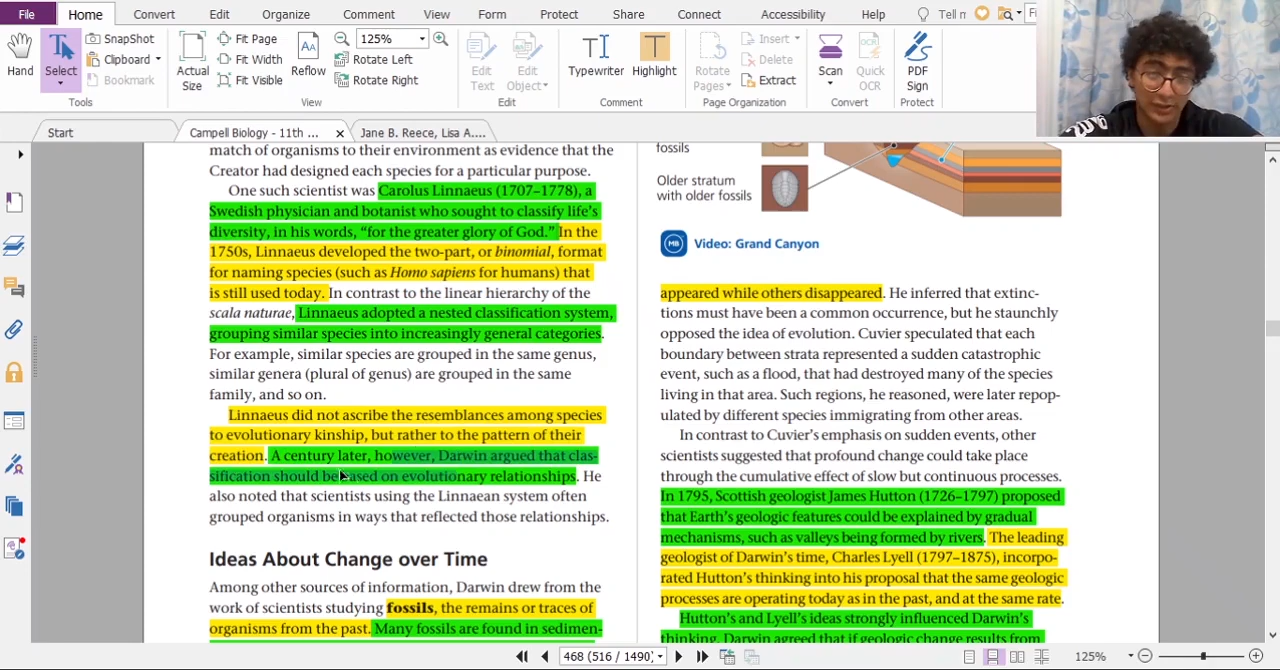 File Home Convert Edit Organize Comment View Form Protect Share Connect Accessibility Help Tell
SnapShot Clipboard Bookmark
Hand Select
Tools
Actual Size
Fit Page Fit Width Fit Visible
Reflow
125%
Rotate Left
Rotate Right
View
Edit Text
Edit Object
Edit
Typewriter Highlight
Comment
Rotate Pages
Insert
Delete
Extract
Page Organization
Scan Quick OCR
Convert
PDF Sign
Protect
Start
Campell Biology - 11th ...
Jane B. Reece, Lisa A....
match of organisms to their environment as evidence that the
Creator had designed each species for a particular purpose.
One such scientist was Carolus Linnaeus (1707–1778), a
Swedish physician and botanist who sought to classify life's
diversity, in his words, "for the greater glory of God." In the
1750s, Linnaeus developed the two-part, or binomial, format
for naming species (such as Homo sapiens for humans) that
is still used today. In contrast to the linear hierarchy of the
scala naturae, Linnaeus adopted a nested classification system,
grouping similar species into increasingly general categories.
For example, similar species are grouped in the same genus,
similar genera (plural of genus) are grouped in the same
family, and so on.
Linnaeus did not ascribe the resemblances among species
to evolutionary kinship, but rather to the pattern of their
creation. A century later, however, Darwin argued that clas-
sification should be based on evolutionary relationships. He
also noted that scientists using the Linnaean system often
grouped organisms in ways that reflected those relationships.
Ideas About Change over Time
Among other sources of information, Darwin drew from the
work of scientists studying fossils, the remains or traces of
organisms from the past. Many fossils are found in sedimen-
fossils
Older stratum
with older fossils
MB Video: Grand Canyon
appeared while others disappeared. He inferred that extinc-
tions must have been a common occurrence, but he staunchly
opposed the idea of evolution. Cuvier speculated that each
boundary between strata represented a sudden catastrophic
event, such as a flood, that had destroyed many of the species
living in that area. Such regions, he reasoned, were later repop-
ulated by different species immigrating from other areas.
In contrast to Cuvier's emphasis on sudden events, other
scientists suggested that profound change could take place
through the cumulative effect of slow but continuous processes.
In 1795, Scottish geologist James Hutton (1726–1797) proposed
that Earth's geologic features could be explained by gradual
mechanisms, such as valleys being formed by rivers. The leading
geologist of Darwin's time, Charles Lyell (1797–1875), incorpo-
rated Hutton's thinking into his proposal that the same geologic
processes are operating today as in the past, and at the same rate.
Hutton's and Lyell's ideas strongly influenced Darwin's
thinking. Darwin agreed that if geologic change results from
468 (516 / 1490)
125%